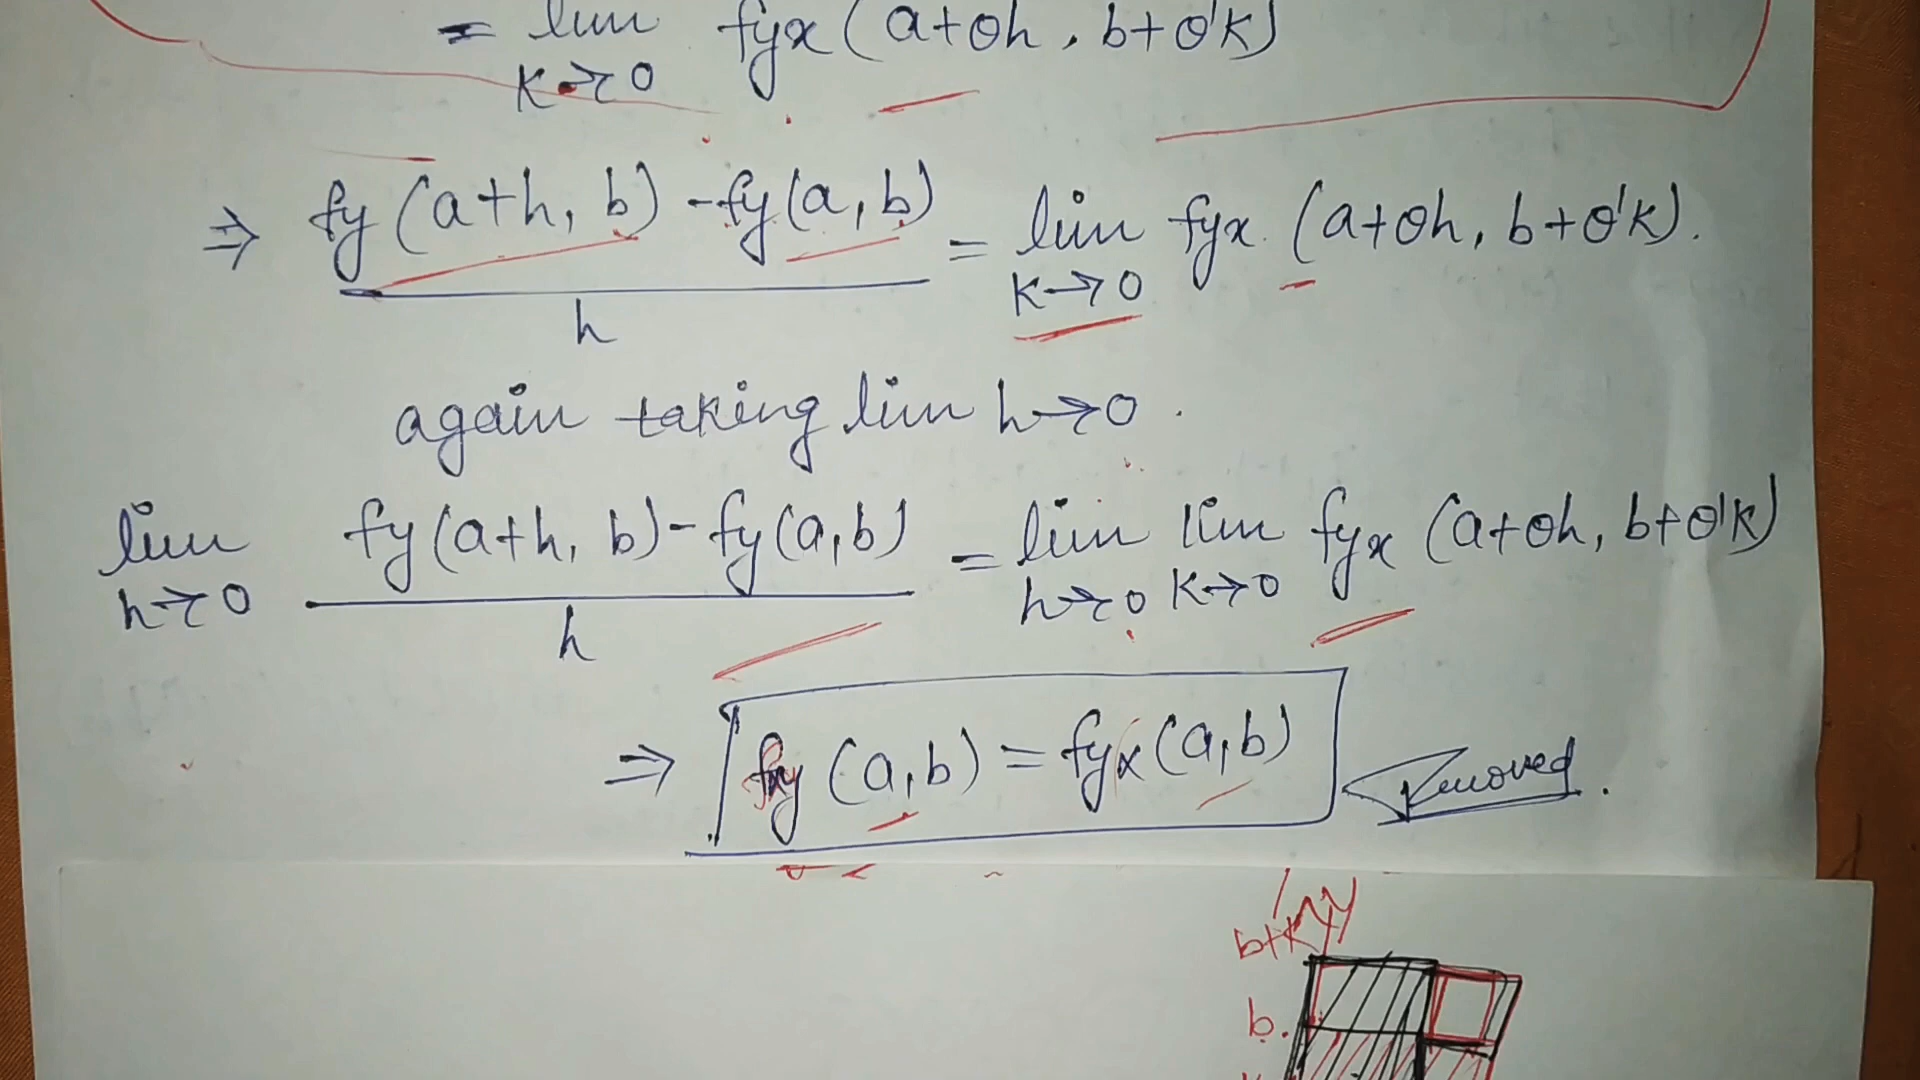 = lim fyx (a+θh, b+θ'k)
k→0
⇒ fy (a+h, b) - fy (a, b) = lim fyx (a+θh, b+θ'k).
h k→0
again taking lim h→0.
lim fy (a+h, b) - fy (a, b) = lim lim fyx (a+θh, b+θ'k)
h→0 h h→0 k→0
⇒ fxy (a, b) = fyx (a, b)
b+k
b.